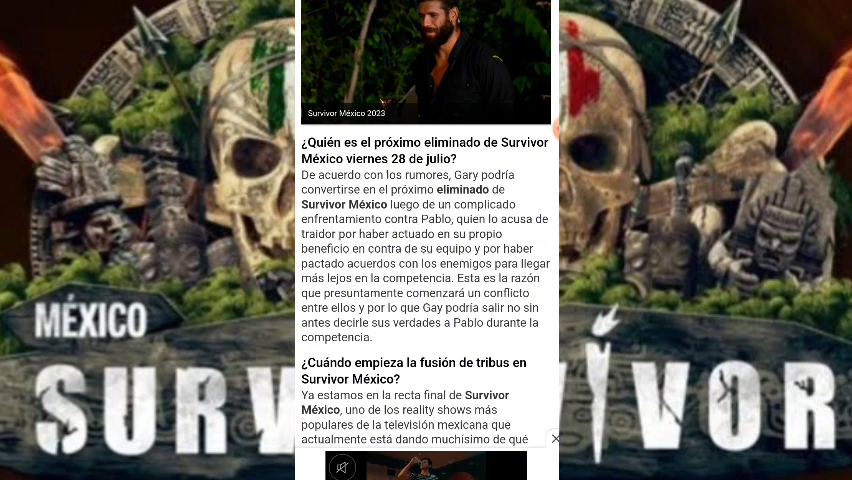 Survivor México 2023
¿Quién es el próximo eliminado de Survivor
México viernes 28 de julio?
De acuerdo con los rumores, Gary podría
convertirse en el próximo eliminado de
Survivor México luego de un complicado
enfrentamiento contra Pablo, quien lo acusa de
traidor por haber actuado en su propio
beneficio en contra de su equipo y por haber
pactado acuerdos con los enemigos para llegar
más lejos en la competencia. Esta es la razón
que presuntamente comenzará un conflicto
entre ellos y por lo que Gay podría salir no sin
antes decirle sus verdades a Pablo durante la
competencia.
¿Cuándo empieza la fusión de tribus en
Survivor México?
Ya estamos en la recta final de Survivor
México, uno de los reality shows más
populares de la televisión mexicana que
actualmente está dando muchísimo de qué
MÉXICO
SURV
VIVOR